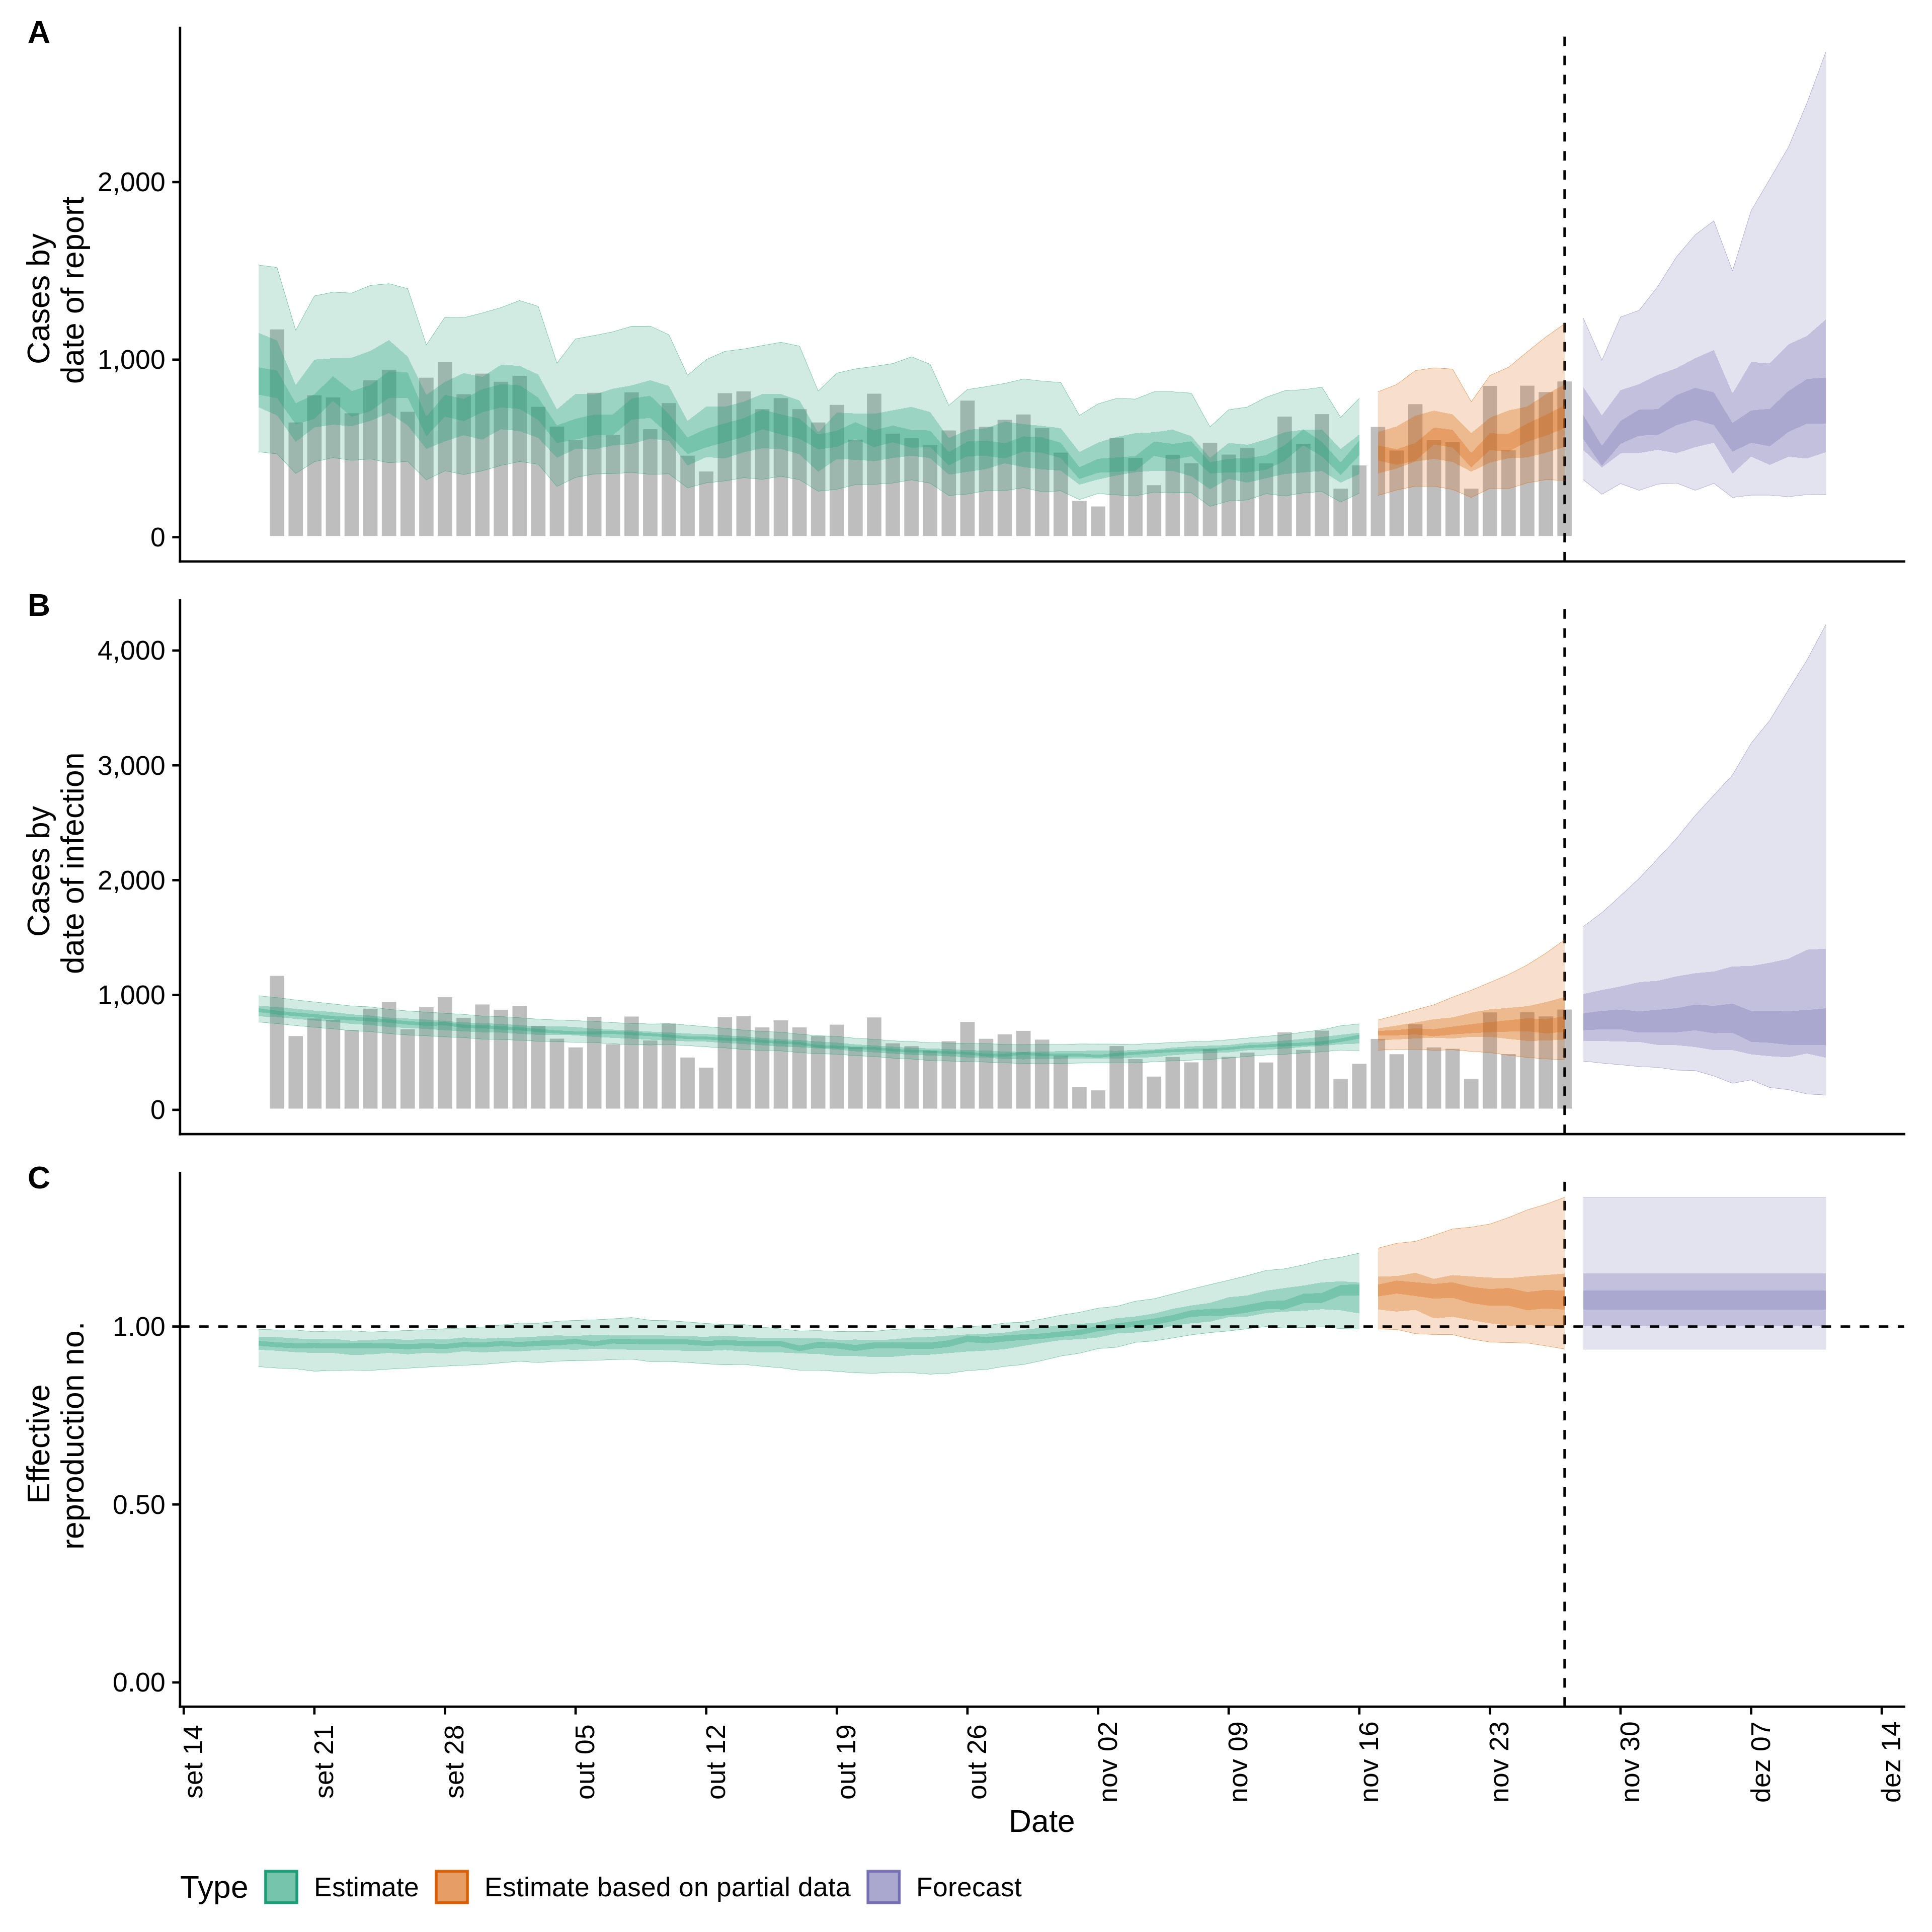 A
Cases by
date of report
2,000
1,000
0
B
Cases by
date of infection
4,000
3,000
2,000
1,000
0
C
Effective
reproduction no.
1.00
0.50
0.00
set 14
set 21
set 28
out 05
out 12
out 19
out 26
nov 02
nov 09
nov 16
nov 23
nov 30
dez 07
dez 14
Date
Type Estimate Estimate based on partial data Forecast